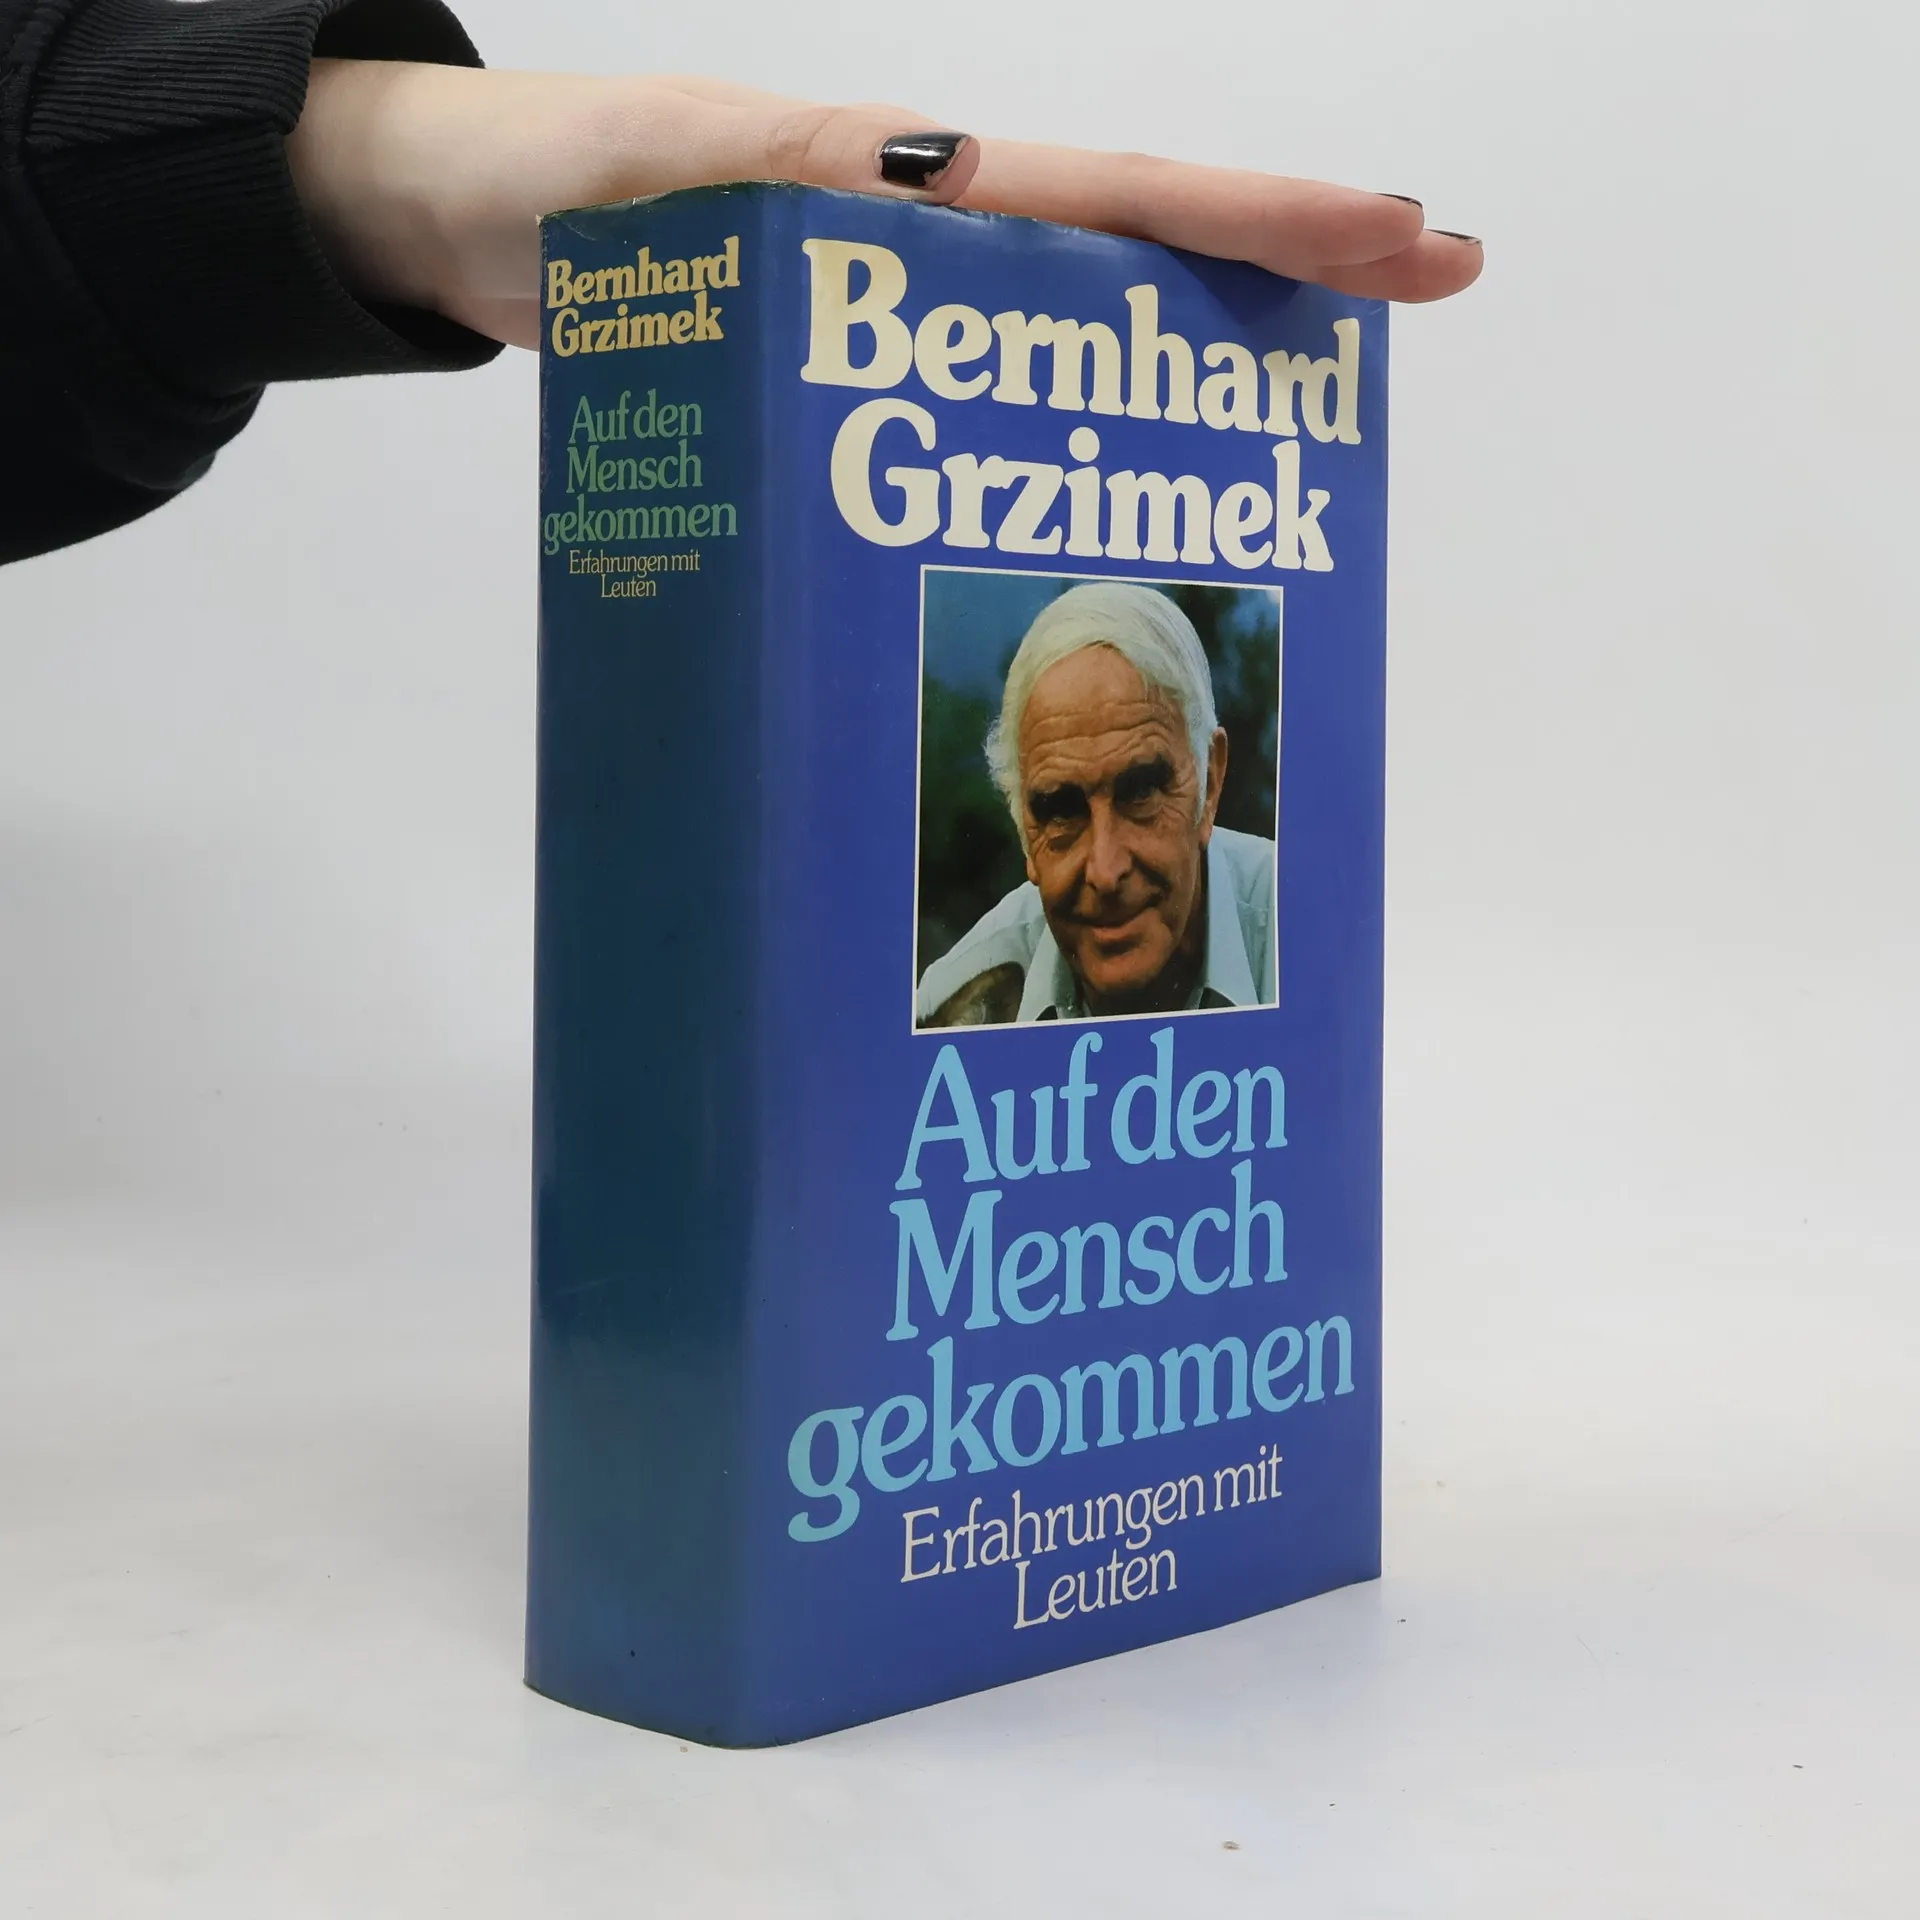 Bernhard
Grzimek
Auf den
Mensch
gekommen
Erfahrungen mit
Leuten
Bernhard
Grzimek
Auf den
Mensch
gekommen
Erfahrungen mit
Leuten